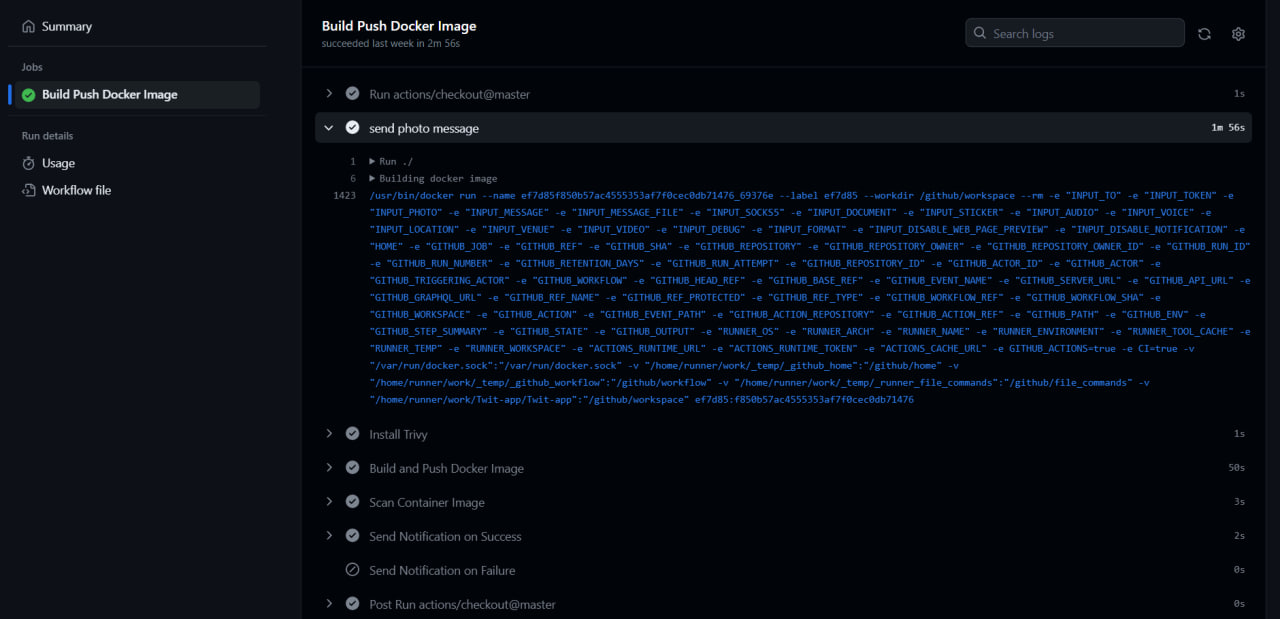 Summary
Jobs
Build Push Docker Image
Run details
Usage
Workflow file
Build Push Docker Image
succeeded last week in 2m 56s
Search logs
Run actions/checkout@master 1s
send photo message 1m 56s
1 ▶ Run ./
6 ▶ Building docker image
1423 /usr/bin/docker run --name ef7d85f850b57ac4555353af7f0cec0db71476_69376e --label ef7d85 --workdir /github/workspace --rm -e "INPUT_TO" -e "INPUT_TOKEN" -e
"INPUT_PHOTO" -e "INPUT_MESSAGE" -e "INPUT_MESSAGE_FILE" -e "INPUT_SOCKS5" -e "INPUT_DOCUMENT" -e "INPUT_STICKER" -e "INPUT_AUDIO" -e "INPUT_VOICE" -e
"INPUT_LOCATION" -e "INPUT_VENUE" -e "INPUT_VIDEO" -e "INPUT_DEBUG" -e "INPUT_FORMAT" -e "INPUT_DISABLE_WEB_PAGE_PREVIEW" -e "INPUT_DISABLE_NOTIFICATION" -e
"HOME" -e "GITHUB_JOB" -e "GITHUB_REF" -e "GITHUB_SHA" -e "GITHUB_REPOSITORY" -e "GITHUB_REPOSITORY_OWNER" -e "GITHUB_REPOSITORY_OWNER_ID" -e "GITHUB_RUN_ID"
-e "GITHUB_RUN_NUMBER" -e "GITHUB_RETENTION_DAYS" -e "GITHUB_RUN_ATTEMPT" -e "GITHUB_REPOSITORY_ID" -e "GITHUB_ACTOR_ID" -e "GITHUB_ACTOR" -e
"GITHUB_TRIGGERING_ACTOR" -e "GITHUB_WORKFLOW" -e "GITHUB_HEAD_REF" -e "GITHUB_BASE_REF" -e "GITHUB_EVENT_NAME" -e "GITHUB_SERVER_URL" -e "GITHUB_API_URL" -e
"GITHUB_GRAPHQL_URL" -e "GITHUB_REF_NAME" -e "GITHUB_REF_PROTECTED" -e "GITHUB_REF_TYPE" -e "GITHUB_WORKFLOW_REF" -e "GITHUB_WORKFLOW_SHA" -e
"GITHUB_WORKSPACE" -e "GITHUB_ACTION" -e "GITHUB_EVENT_PATH" -e "GITHUB_ACTION_REPOSITORY" -e "GITHUB_ACTION_REF" -e "GITHUB_PATH" -e "GITHUB_ENV" -e
"GITHUB_STEP_SUMMARY" -e "GITHUB_STATE" -e "GITHUB_OUTPUT" -e "RUNNER_OS" -e "RUNNER_ARCH" -e "RUNNER_NAME" -e "RUNNER_ENVIRONMENT" -e "RUNNER_TOOL_CACHE" -e
"RUNNER_TEMP" -e "RUNNER_WORKSPACE" -e "ACTIONS_RUNTIME_URL" -e "ACTIONS_RUNTIME_TOKEN" -e "ACTIONS_CACHE_URL" -e GITHUB_ACTIONS=true -e CI=true -v
"/var/run/docker.sock":"/var/run/docker.sock" -v "/home/runner/work/_temp/_github_home":"/github/home" -v
"/home/runner/work/_temp/_github_workflow":"/github/workflow" -v "/home/runner/work/_temp/_runner_file_commands":"/github/file_commands" -v
"/home/runner/work/Twit-app/Twit-app":"/github/workspace" ef7d85:f850b57ac4555353af7f0cec0db71476
Install Trivy 1s
Build and Push Docker Image 50s
Scan Container Image 3s
Send Notification on Success 2s
Send Notification on Failure 0s
Post Run actions/checkout@master 0s